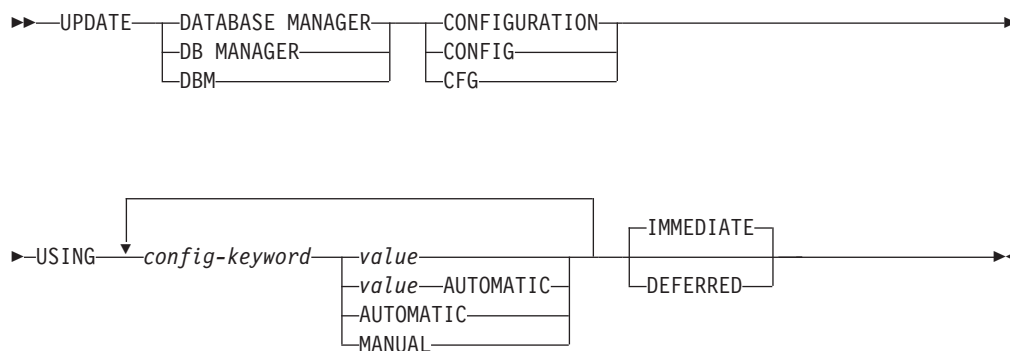 UPDATE DATABASE MANAGER CONFIGURATION
DB MANAGER CONFIG
DBM CFG
IMMEDIATE
USING config-keyword value
value AUTOMATIC DEFERRED
AUTOMATIC
MANUAL